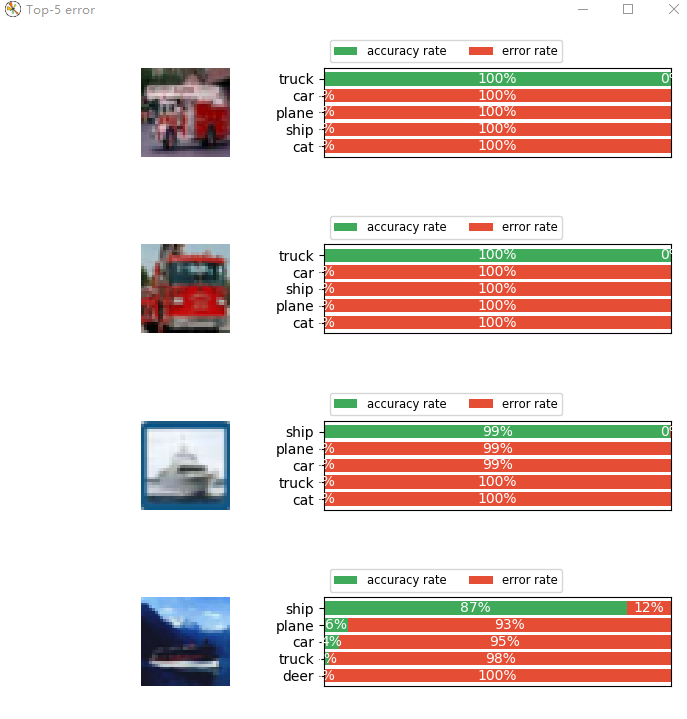 Top-5 error
accuracy rate error rate
truck 100% 0%
car % 100%
plane % 100%
ship % 100%
cat % 100%
accuracy rate error rate
truck 100% 0%
car % 100%
ship % 100%
plane % 100%
cat % 100%
accuracy rate error rate
ship 99% 0%
plane % 99%
car % 99%
truck % 100%
cat % 100%
accuracy rate error rate
ship 87% 12%
plane 6% 93%
car 4% 95%
truck % 98%
deer % 100%